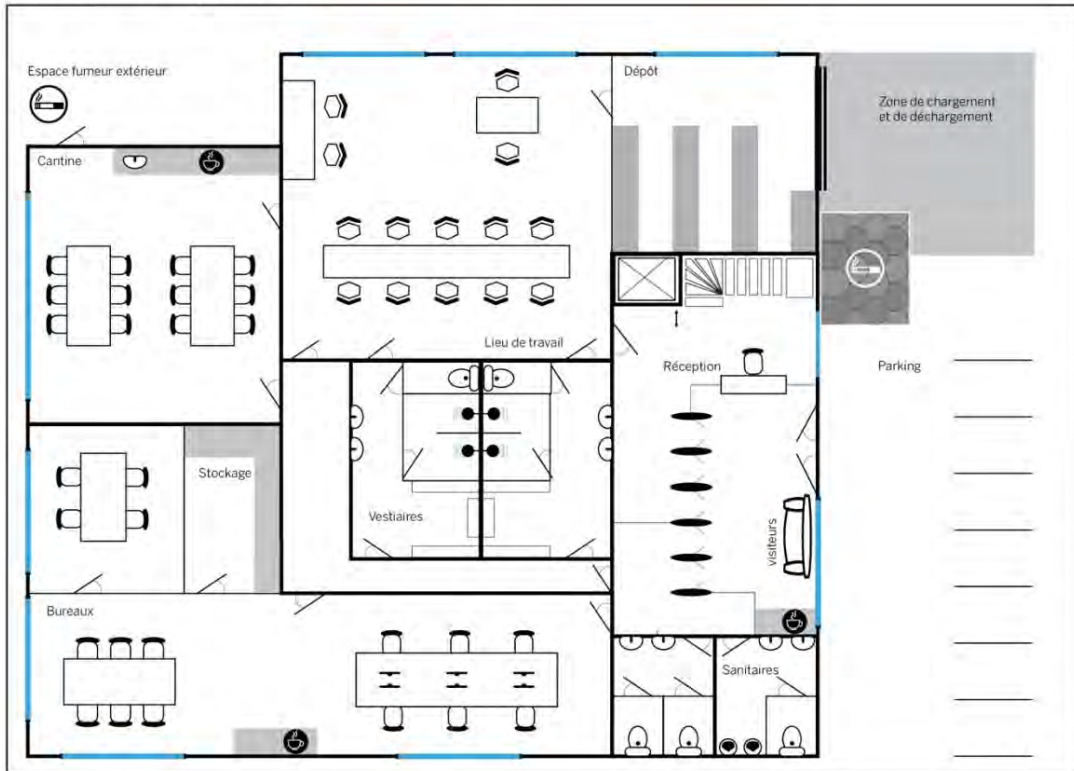 Espace fumeur extérieur
Dépôt
Zone de chargement
et de déchargement
Cantine
Lieu de travail
Réception
Parking
Stockage
Vestiaires
visiteurs
Bureaux
Sanitaires